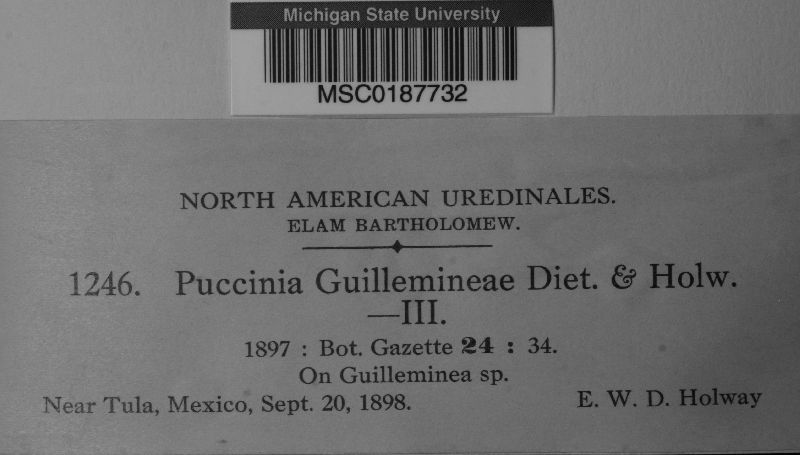 Michigan State University
MSC0187732
NORTH AMERICAN UREDINALES.
ELAM BARTHOLOMEW.
1246. Puccinia Guillemineae Diet. & Holw.
—III.
1897 : Bot. Gazette 24 : 34.
On Guilleminea sp.
Near Tula, Mexico, Sept. 20, 1898. E. W. D. Holway